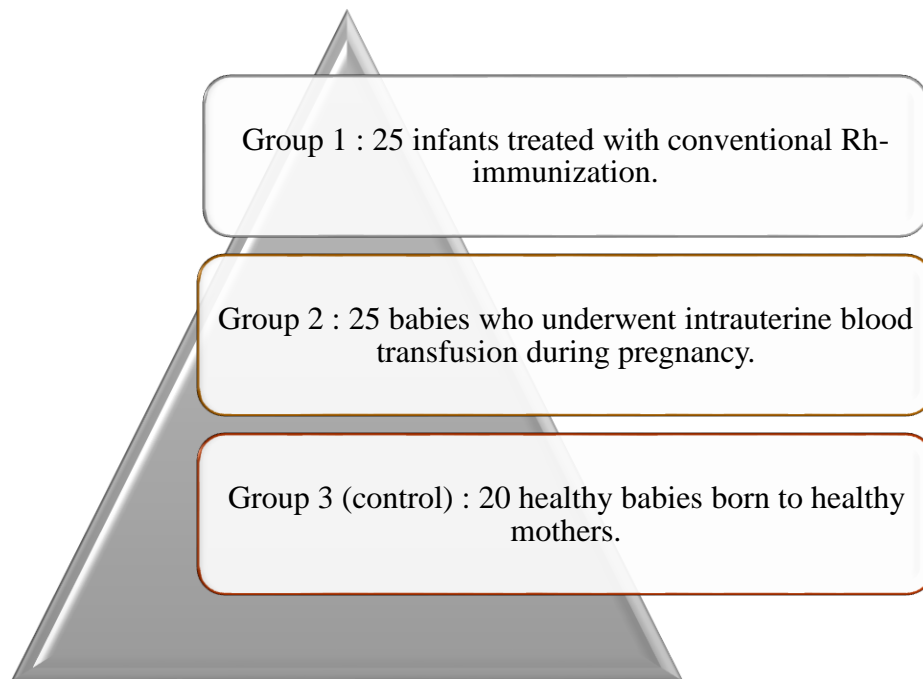 Group 1 : 25 infants treated with conventional Rh-
immunization.
Group 2 : 25 babies who underwent intrauterine blood
transfusion during pregnancy.
Group 3 (control) : 20 healthy babies born to healthy
mothers.